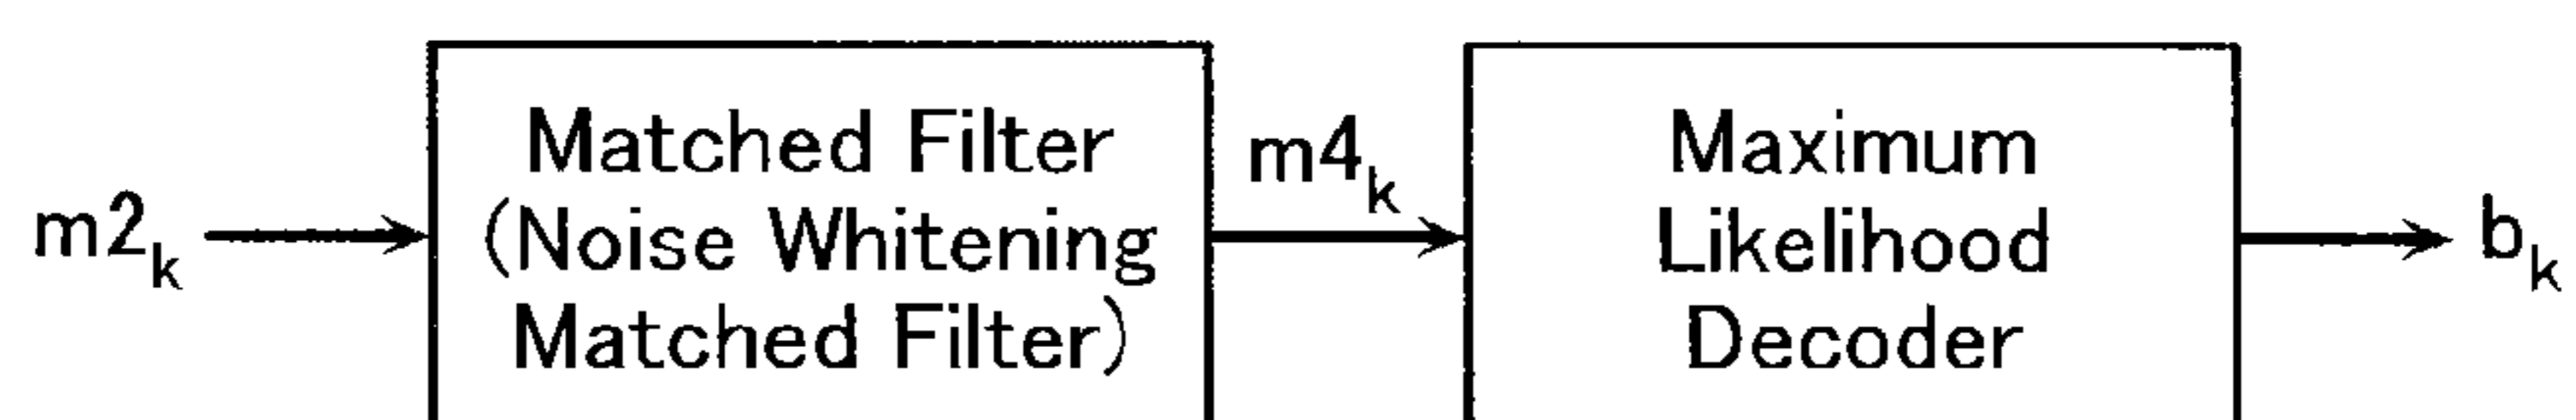 m2k
Matched Filter
(Noise Whitening
Matched Filter)
m4k
Maximum
Likelihood
Decoder
bk